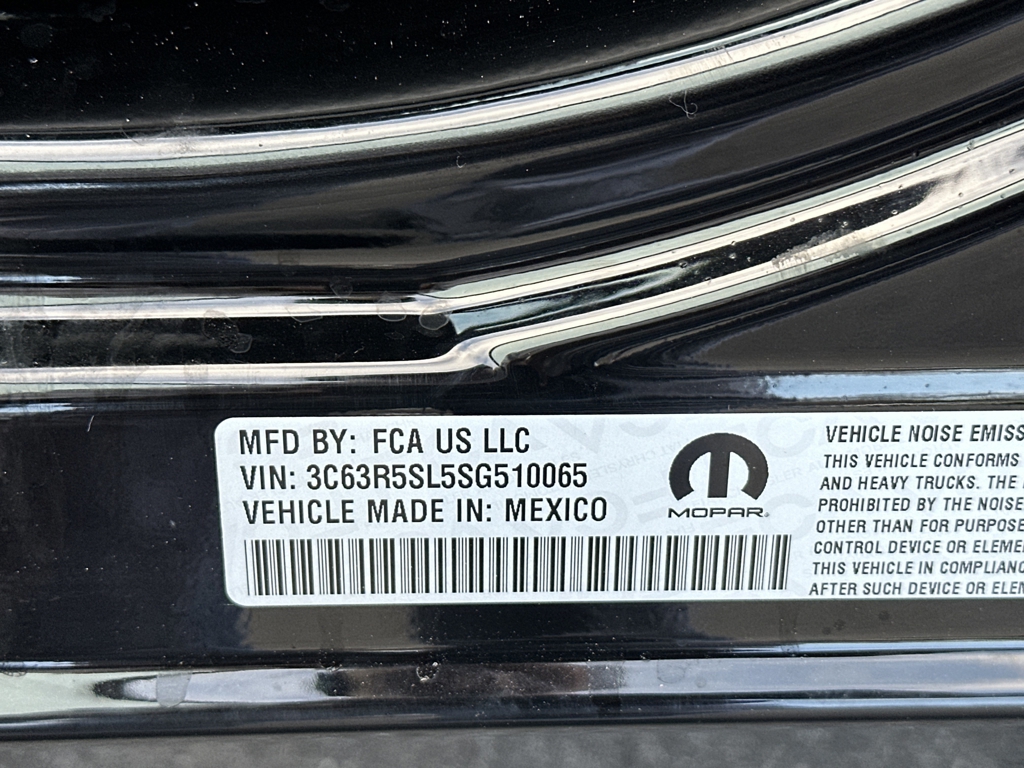 MFD BY: FCA US LLC
VIN: 3C63R5SL5SG510065
VEHICLE MADE IN: MEXICO
MOPAR®
VEHICLE NOISE EMISS
THIS VEHICLE CONFORMS
AND HEAVY TRUCKS. THE
PROHIBITED BY THE NOISE
OTHER THAN FOR PURPOSE
CONTROL DEVICE OR ELEME
THIS VEHICLE IN COMPLIANC
AFTER SUCH DEVICE OR ELEM